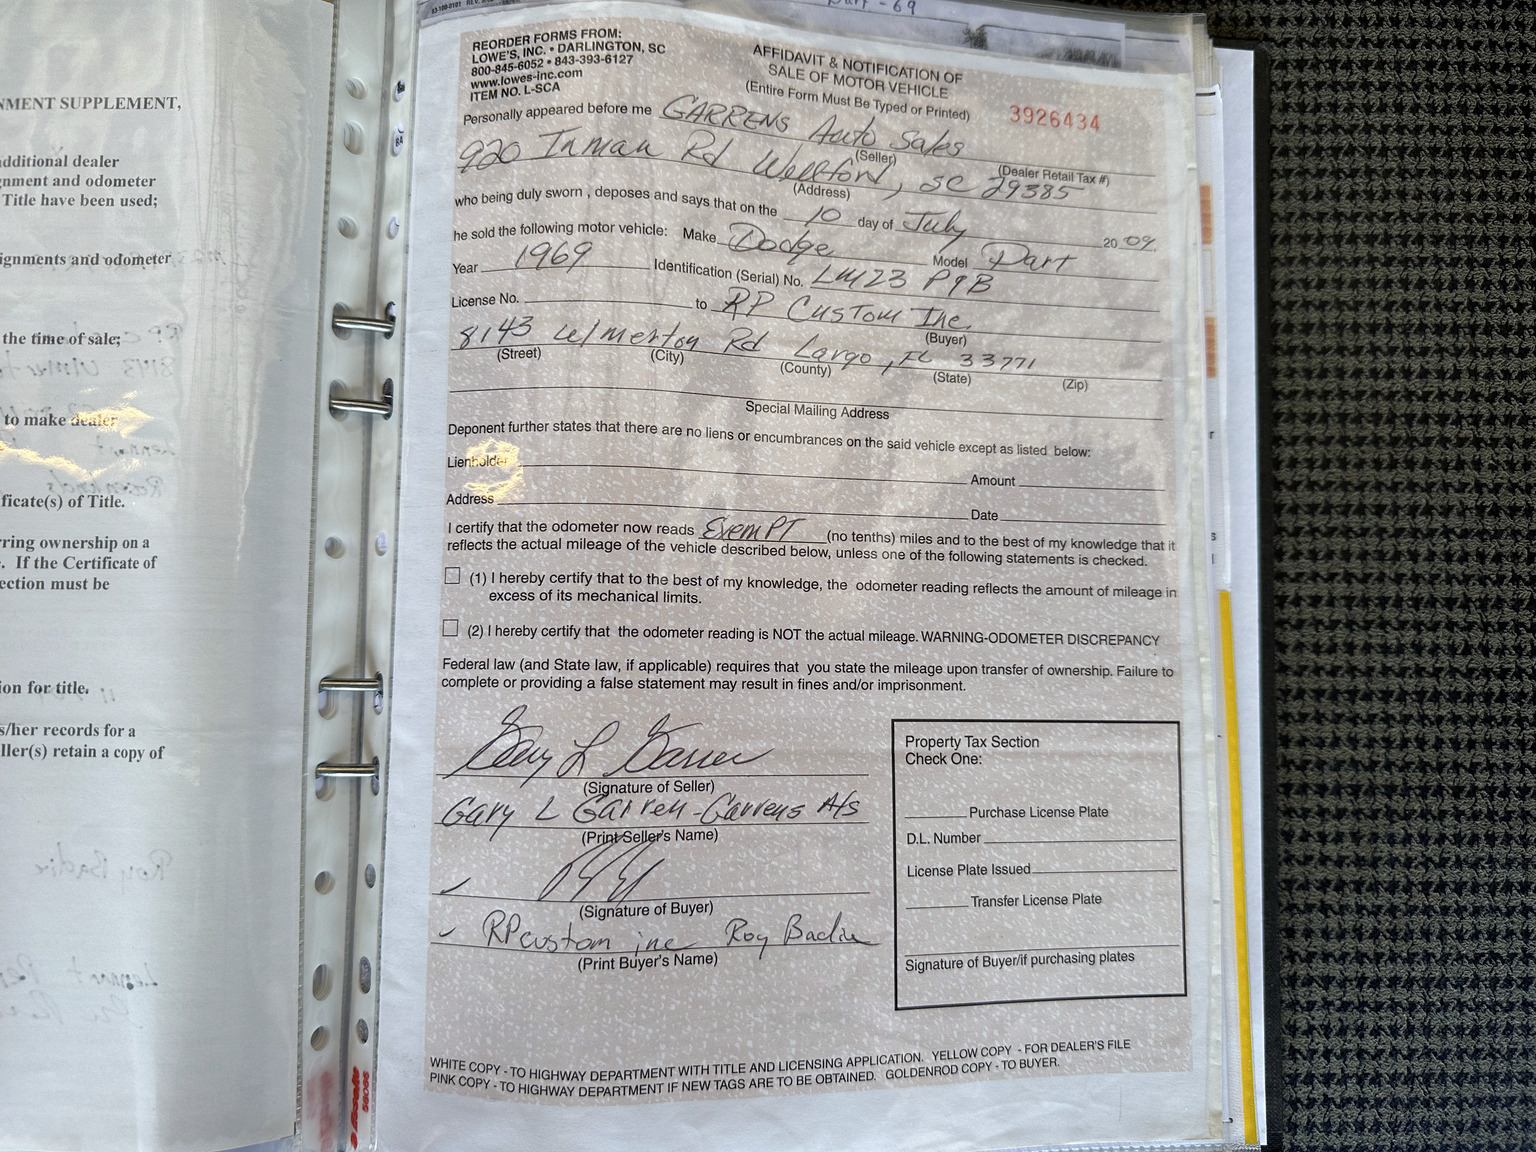 Dart - 69
REORDER FORMS FROM:
LOWE'S, INC. • DARLINGTON, SC
800-845-6052 • 843-393-6127
www.lowes-inc.com
ITEM NO. L-SCA
AFFIDAVIT & NOTIFICATION OF
SALE OF MOTOR VEHICLE
(Entire Form Must Be Typed or Printed)
3926434
Personally appeared before me GARRENS Auto Sales
(Seller) (Dealer Retail Tax #)
920 Inman Rd Wellford, SC 29385
(Address)
who being duly sworn , deposes and says that on the 10 day of July 20 09
he sold the following motor vehicle: Make Dodge Model Dart
Year 1969 Identification (Serial) No. LM23 P9B
License No. to RP Custom Inc.
(Buyer)
8143 Ulmerton Rd Largo, FL 33771
(Street) (City) (County) (State) (Zip)
Special Mailing Address
Deponent further states that there are no liens or encumbrances on the said vehicle except as listed below:
Lienholder Amount
Address Date
I certify that the odometer now reads Exempt (no tenths) miles and to the best of my knowledge that it
reflects the actual mileage of the vehicle described below, unless one of the following statements is checked.
(1) I hereby certify that to the best of my knowledge, the odometer reading reflects the amount of mileage in
excess of its mechanical limits.
(2) I hereby certify that the odometer reading is NOT the actual mileage. WARNING-ODOMETER DISCREPANCY
Federal law (and State law, if applicable) requires that you state the mileage upon transfer of ownership. Failure to
complete or providing a false statement may result in fines and/or imprisonment.
Gary L Garren
(Signature of Seller)
Gary L Garren - Garrens A/s
(Print Seller's Name)
(Signature of Buyer)
RPcustom inc Roy Badie
(Print Buyer's Name)
Property Tax Section
Check One:
Purchase License Plate
D.L. Number
License Plate Issued
Transfer License Plate
Signature of Buyer/if purchasing plates
WHITE COPY - TO HIGHWAY DEPARTMENT WITH TITLE AND LICENSING APPLICATION. YELLOW COPY - FOR DEALER'S FILE
PINK COPY - TO HIGHWAY DEPARTMENT IF NEW TAGS ARE TO BE OBTAINED. GOLDENROD COPY - TO BUYER.
NMENT SUPPLEMENT,
additional dealer
gnment and odometer
Title have been used;
ignments and odometer
the time of sale;
to make dealer
ficate(s) of Title.
rring ownership on a
. If the Certificate of
ection must be
ion for title.
s/her records for a
ller(s) retain a copy of